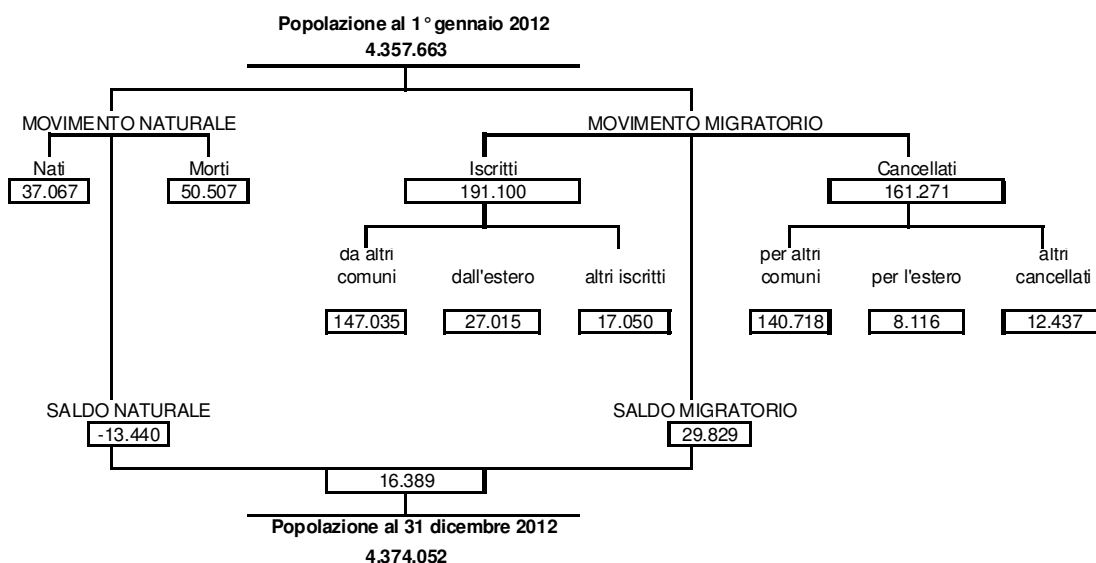 Popolazione al 1° gennaio 2012
4.357.663
MOVIMENTO NATURALE
MOVIMENTO MIGRATORIO
Nati
Morti
Iscritti
Cancellati
37.067
50.507
191.100
161.271
da altri
comuni
dall'estero
altri iscritti
per altri
comuni
per l'estero
altri
cancellati
147.035
27.015
17.050
140.718
8.116
12.437
SALDO NATURALE
SALDO MIGRATORIO
-13.440
29.829
16.389
Popolazione al 31 dicembre 2012
4.374.052